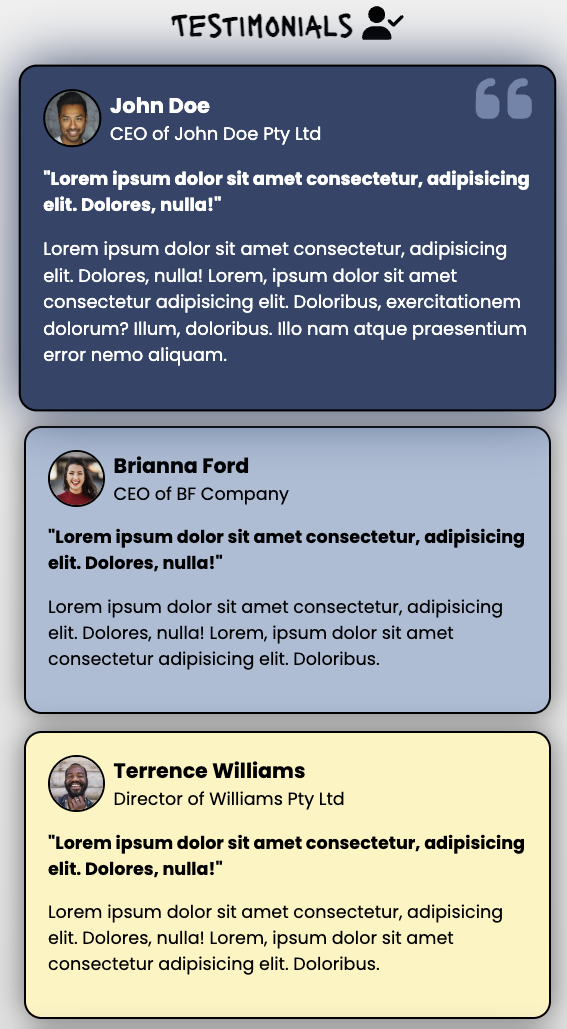 TESTIMONIALS
John Doe
CEO of John Doe Pty Ltd
"Lorem ipsum dolor sit amet consectetur, adipisicing
elit. Dolores, nulla!"
Lorem ipsum dolor sit amet consectetur, adipisicing
elit. Dolores, nulla! Lorem, ipsum dolor sit amet
consectetur adipisicing elit. Doloribus, exercitationem
dolorum? Illum, doloribus. Illo nam atque praesentium
error nemo aliquam.
Brianna Ford
CEO of BF Company
"Lorem ipsum dolor sit amet consectetur, adipisicing
elit. Dolores, nulla!"
Lorem ipsum dolor sit amet consectetur, adipisicing
elit. Dolores, nulla! Lorem, ipsum dolor sit amet
consectetur adipisicing elit. Doloribus.
Terrence Williams
Director of Williams Pty Ltd
"Lorem ipsum dolor sit amet consectetur, adipisicing
elit. Dolores, nulla!"
Lorem ipsum dolor sit amet consectetur, adipisicing
elit. Dolores, nulla! Lorem, ipsum dolor sit amet
consectetur adipisicing elit. Doloribus.